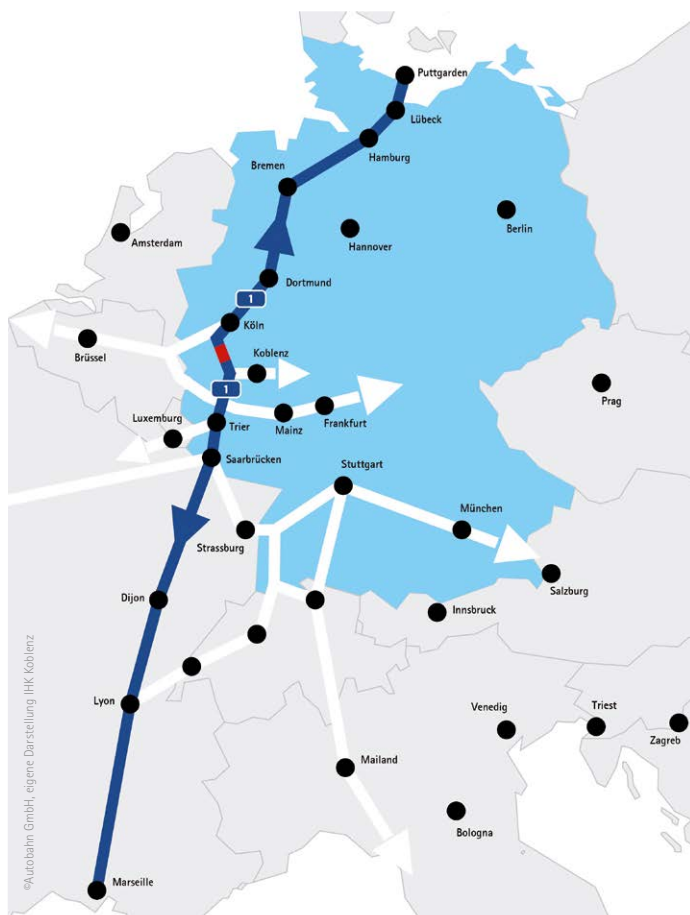 Puttgarden
Lübeck
Hamburg
Bremen
Berlin
Hannover
Amsterdam
Dortmund
1
Köln
Brüssel
Koblenz
1
Prag
Luxemburg
Trier
Mainz
Frankfurt
Saarbrücken
Stuttgart
München
Strassburg
Salzburg
Dijon
Innsbruck
Lyon
Venedig
Triest
Zagreb
Mailand
Bologna
Marseille
©Autobahn GmbH, eigene Darstellung IHK Koblenz